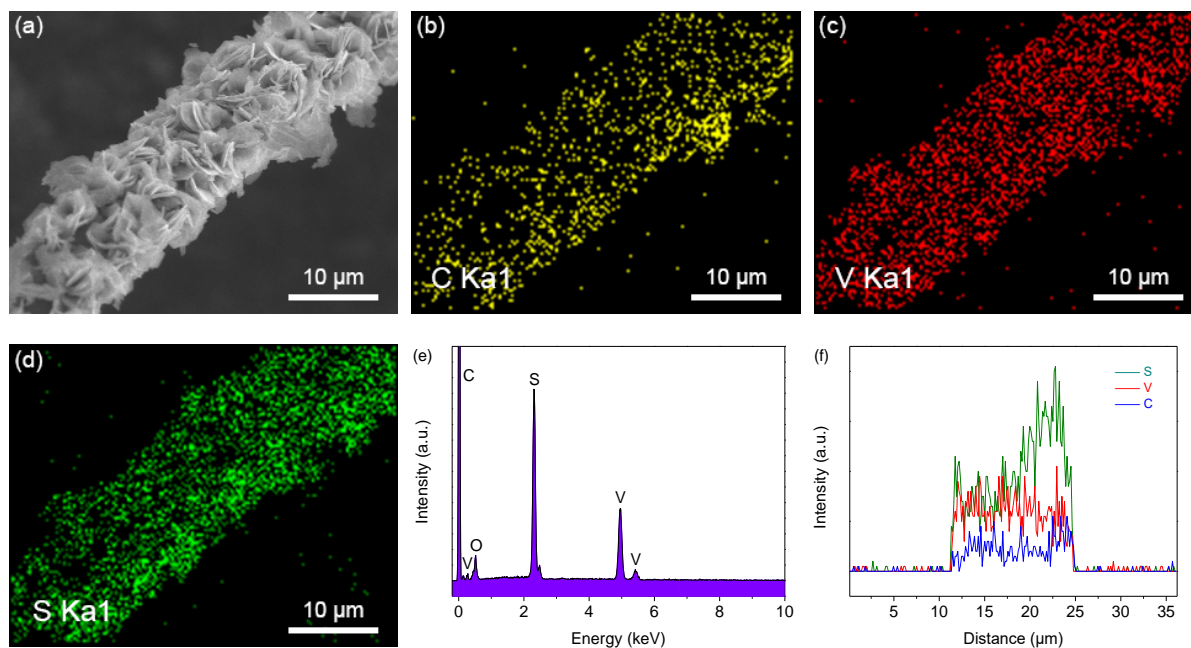 (a)
10 µm
(b)
C Ka1
10 µm
(c)
V Ka1
10 µm
(d)
S Ka1
10 µm
(e)
C
V
O
S
V
V
Intensity (a.u.)
0 2 4 6 8 10
Energy (keV)
(f)
S
V
C
Intensity (a.u.)
5 10 15 20 25 30 35
Distance (µm)